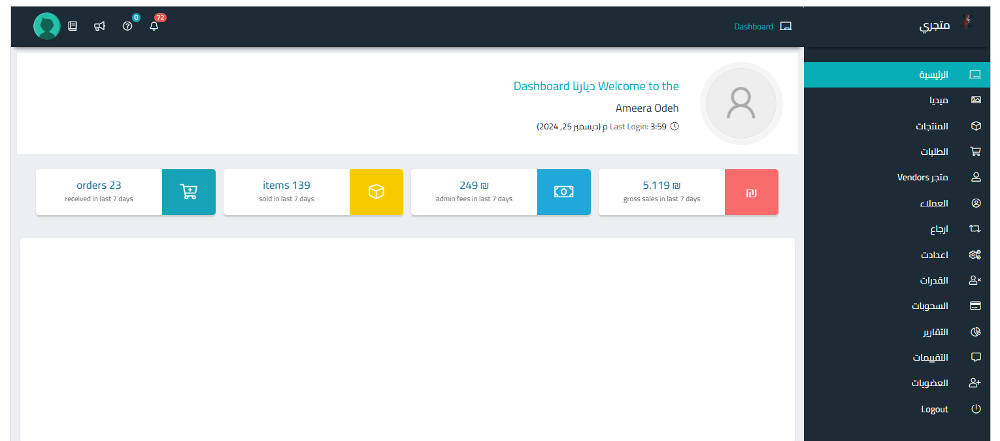 متجري
Dashboard
72
0
الرئيسية
ميديا
المنتجات
الطلبات
متجر Vendors
العملاء
ارجاع
اعدادت
القدرات
السحوبات
التقارير
التقييمات
العضويات
Logout
Welcome to the ديارنا Dashboard
Ameera Odeh
Last Login: 3:59 م (ديسمبر 25, 2024)
₪
5.119 ₪
gross sales in last 7 days
249 ₪
admin fees in last 7 days
139 items
sold in last 7 days
23 orders
received in last 7 days